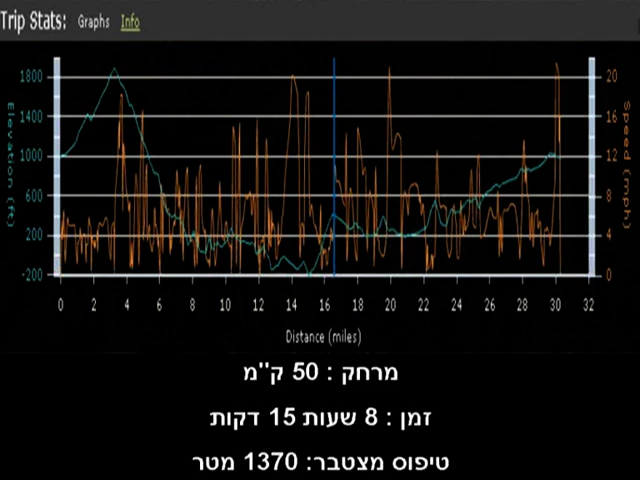 Trip Stats: Graphs Info
1800
1400
1000
600
200
-200
Elevation (ft)
20
16
12
8
4
0
Speed (mph)
0 2 4 6 8 10 12 14 16 18 20 22 24 26 28 30 32
Distance (miles)
מרחק : 50 ק"מ
זמן : 8 שעות 15 דקות
טיפוס מצטבר: 1370 מטר